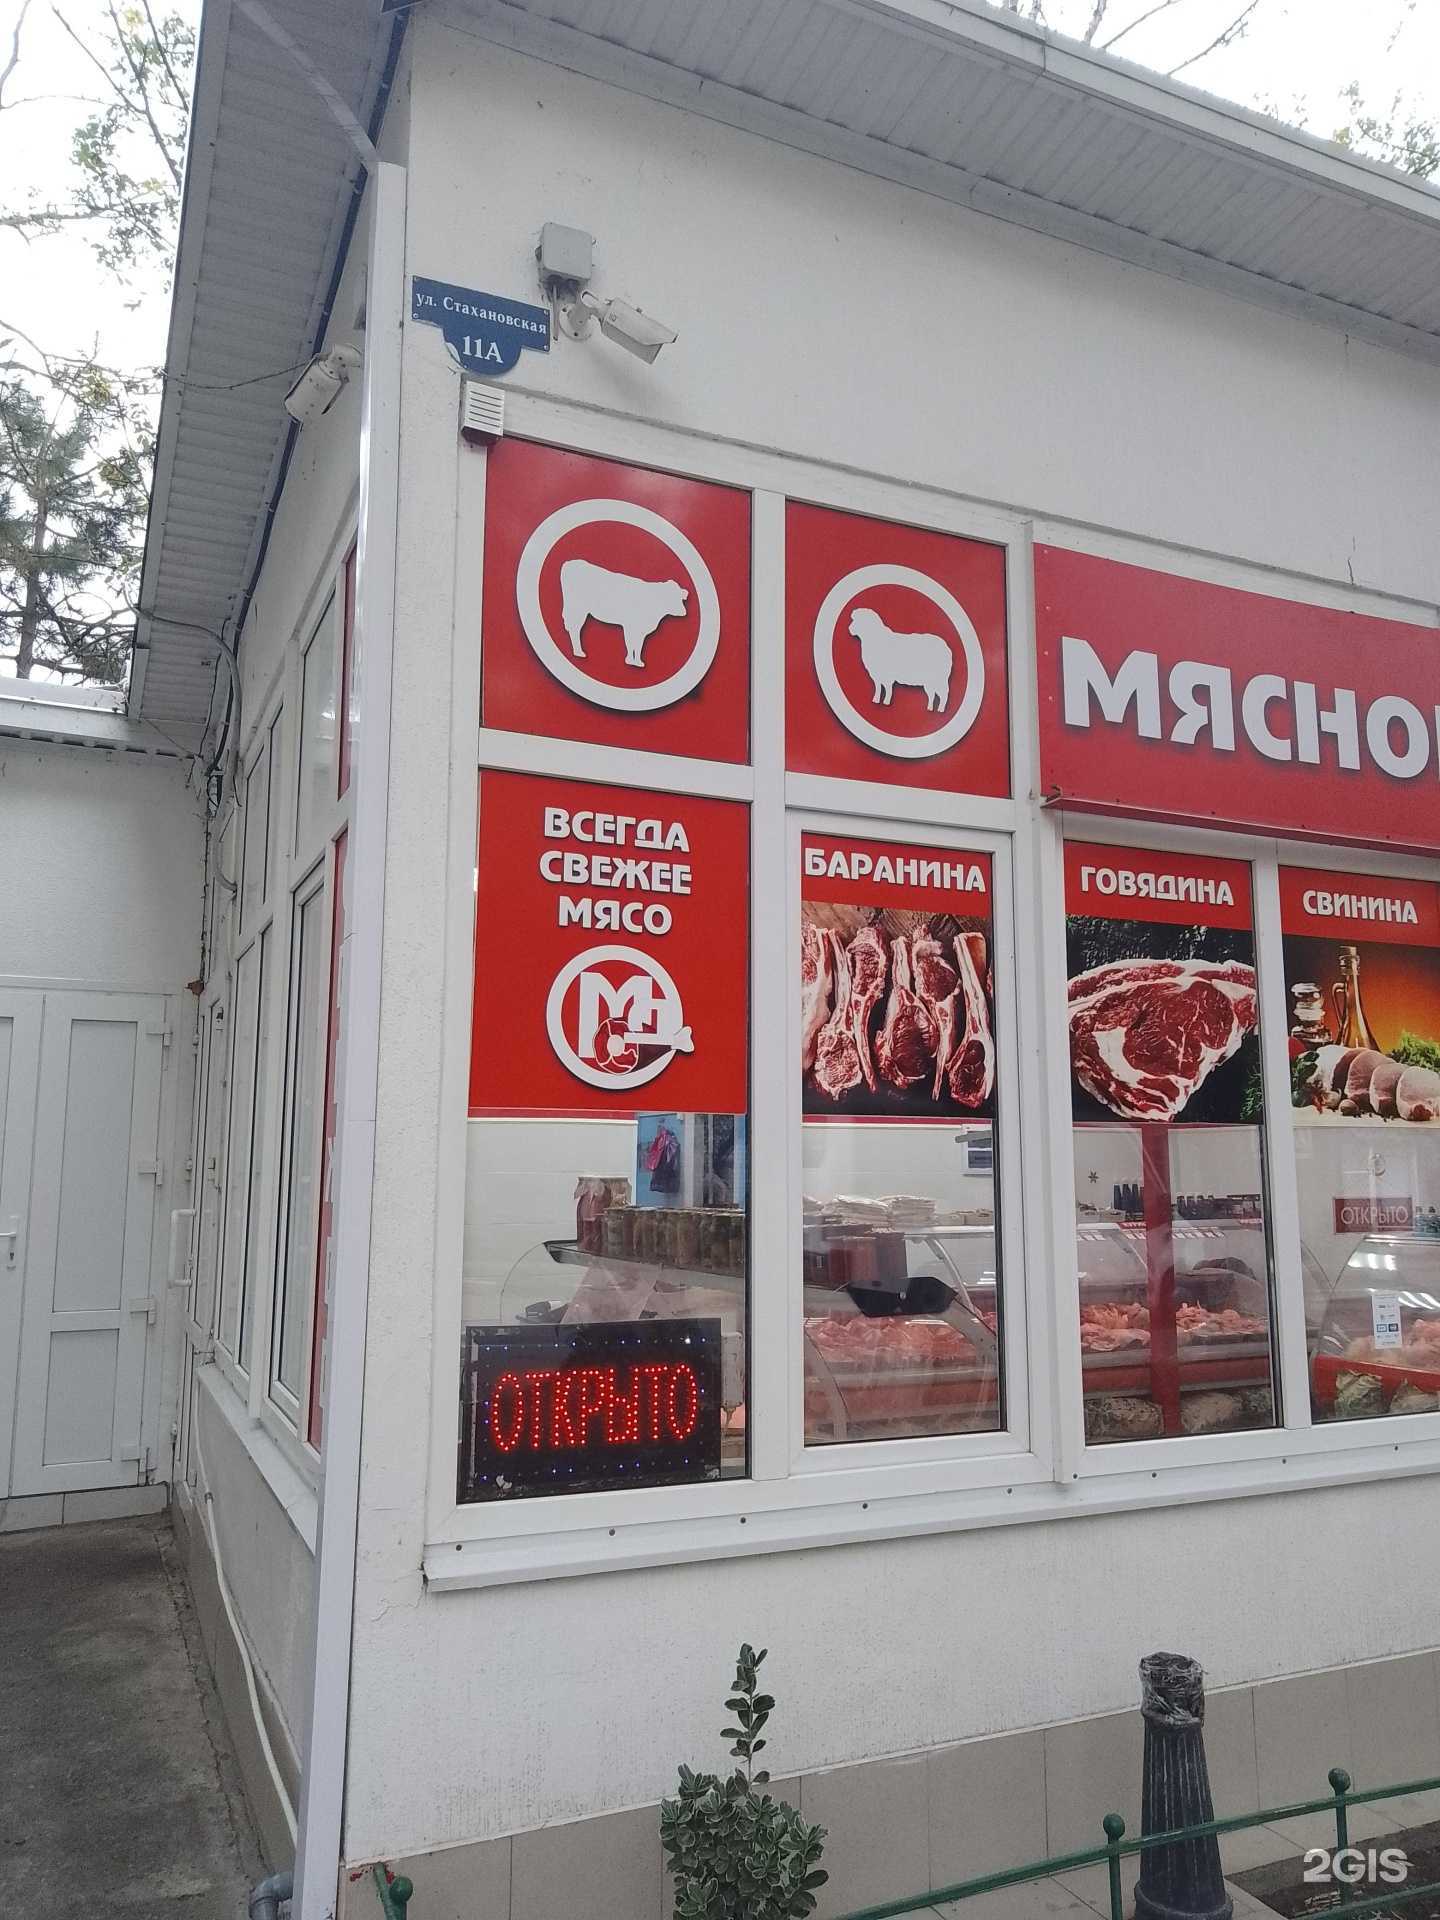 ул. Стахановская
11А
МЯСНО
ВСЕГДА
СВЕЖЕЕ
МЯСО
БАРАНИНА
ГОВЯДИНА
СВИНИНА
ОТКРЫТО
ОТКРЫТО
2GIS